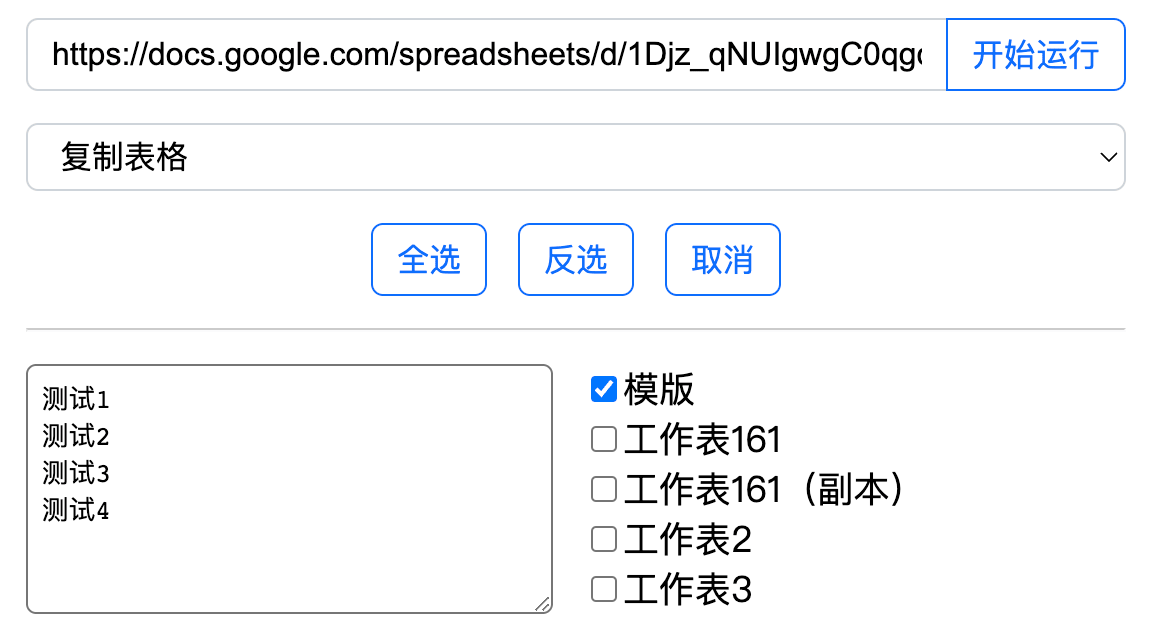 https://docs.google.com/spreadsheets/d/1Djz_qNUIgwgC0qgc
开始运行
复制表格
全选 反选 取消
测试1
测试2
测试3
测试4
模版
工作表161
工作表161（副本）
工作表2
工作表3